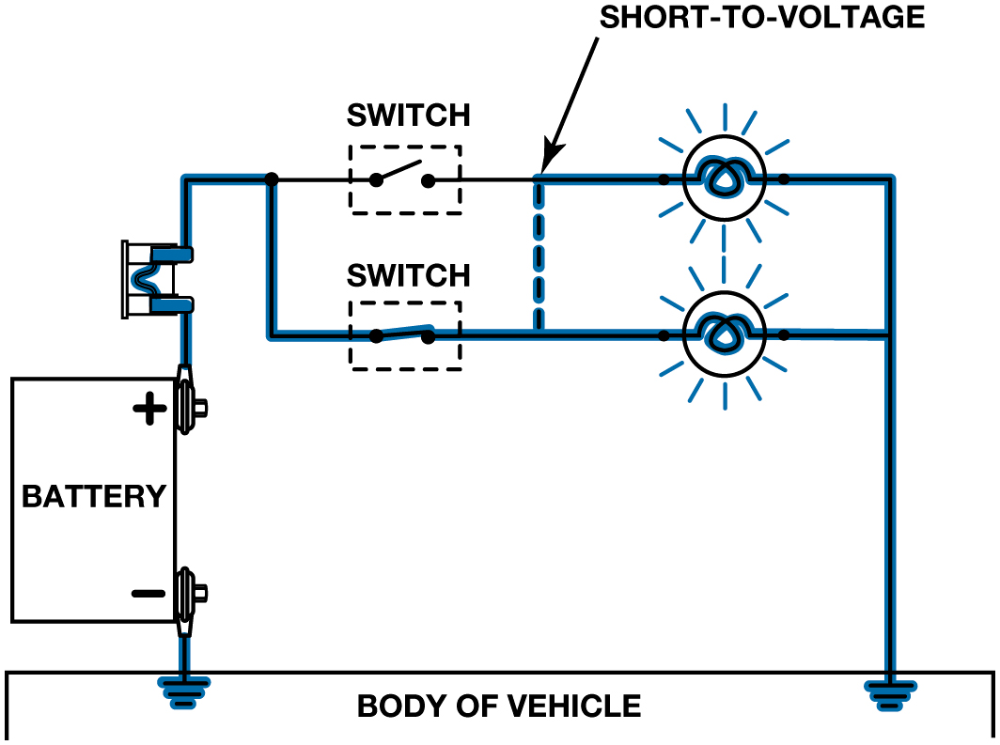 SHORT-TO-VOLTAGE
SWITCH
SWITCH
+
BATTERY
−
BODY OF VEHICLE